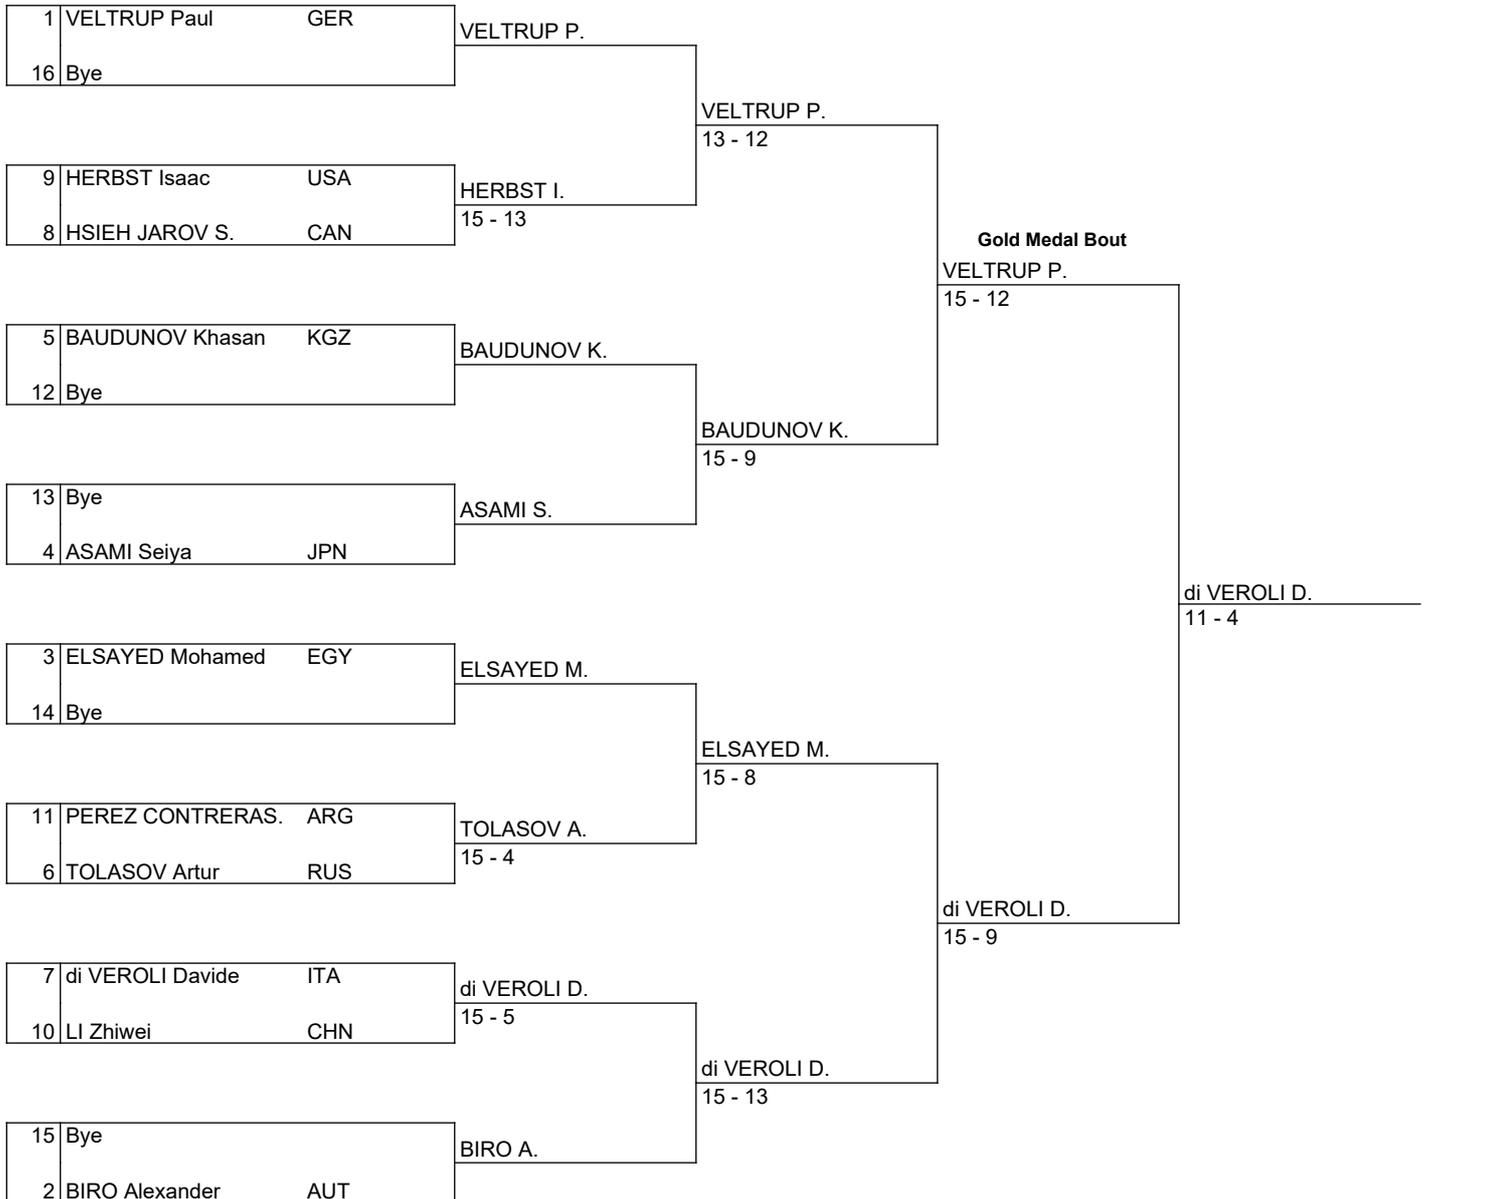 1 VELTRUP Paul GER
16 Bye
VELTRUP P.
9 HERBST Isaac USA
8 HSIEH JAROV S. CAN
HERBST I.
15 - 13
VELTRUP P.
13 - 12
5 BAUDUNOV Khasan KGZ
12 Bye
BAUDUNOV K.
13 Bye
4 ASAMI Seiya JPN
ASAMI S.
BAUDUNOV K.
15 - 9
Gold Medal Bout
VELTRUP P.
15 - 12
3 ELSAYED Mohamed EGY
14 Bye
ELSAYED M.
11 PEREZ CONTRERAS. ARG
6 TOLASOV Artur RUS
TOLASOV A.
15 - 4
ELSAYED M.
15 - 8
7 di VEROLI Davide ITA
10 LI Zhiwei CHN
di VEROLI D.
15 - 5
15 Bye
2 BIRO Alexander AUT
BIRO A.
di VEROLI D.
15 - 13
di VEROLI D.
15 - 9
di VEROLI D.
11 - 4